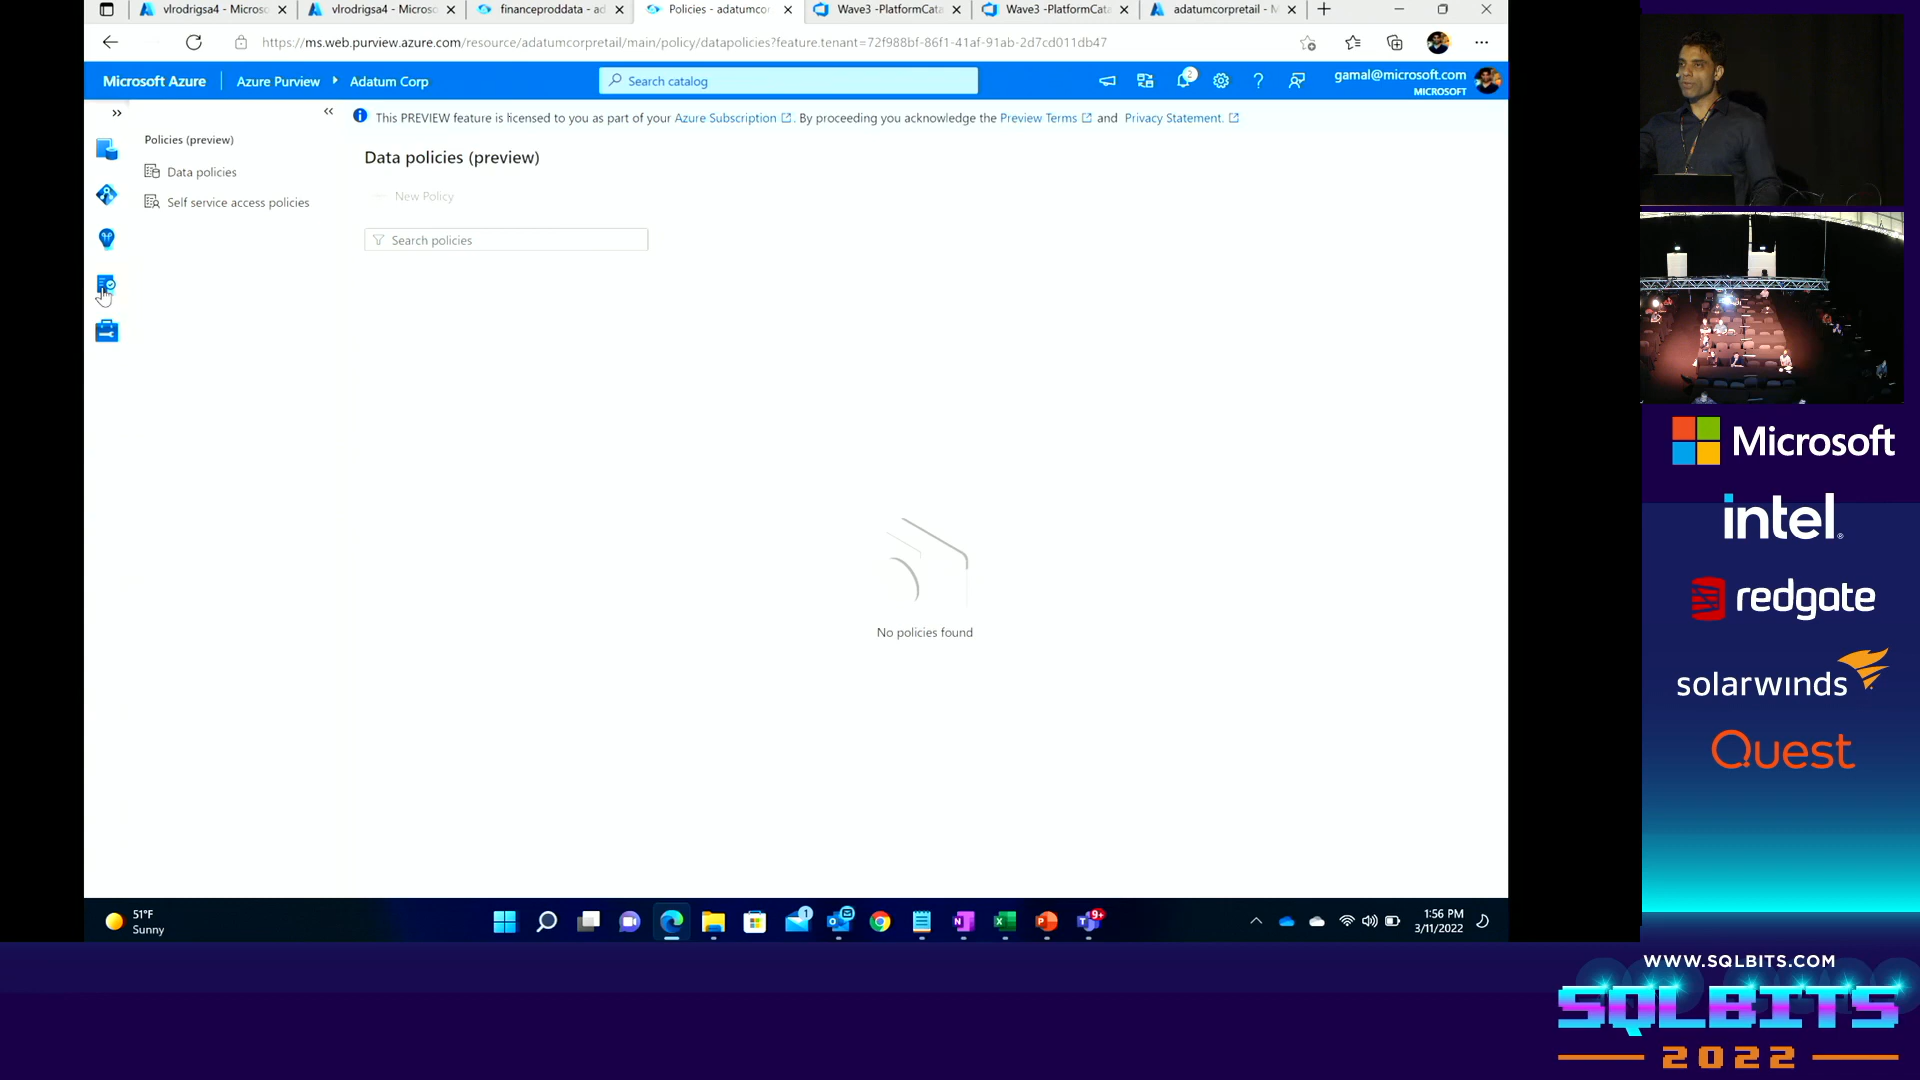 vlrodrigsa4 - Microso
vlrodrigsa4 - Microso
financeproddata - ad
Policies - adatumcor
Wave3 -PlatformCata
Wave3 -PlatformCata
adatumcorpretail - M
https://ms.web.purview.azure.com/resource/adatumcorpretail/main/policy/datapolicies?feature.tenant=72f988bf-86f1-41af-91ab-2d7cd011db47
Microsoft Azure
Azure Purview
Adatum Corp
Search catalog
2
gamal@microsoft.com
MICROSOFT
This PREVIEW feature is licensed to you as part of your Azure Subscription. By proceeding you acknowledge the Preview Terms and Privacy Statement.
Policies (preview)
Data policies
Self service access policies
Data policies (preview)
New Policy
Search policies
No policies found
51°F
Sunny
1
9+
1:56 PM
3/11/2022
Microsoft
intel
redgate
solarwinds
Quest
WWW.SQLBITS.COM
SQLBITS
2022